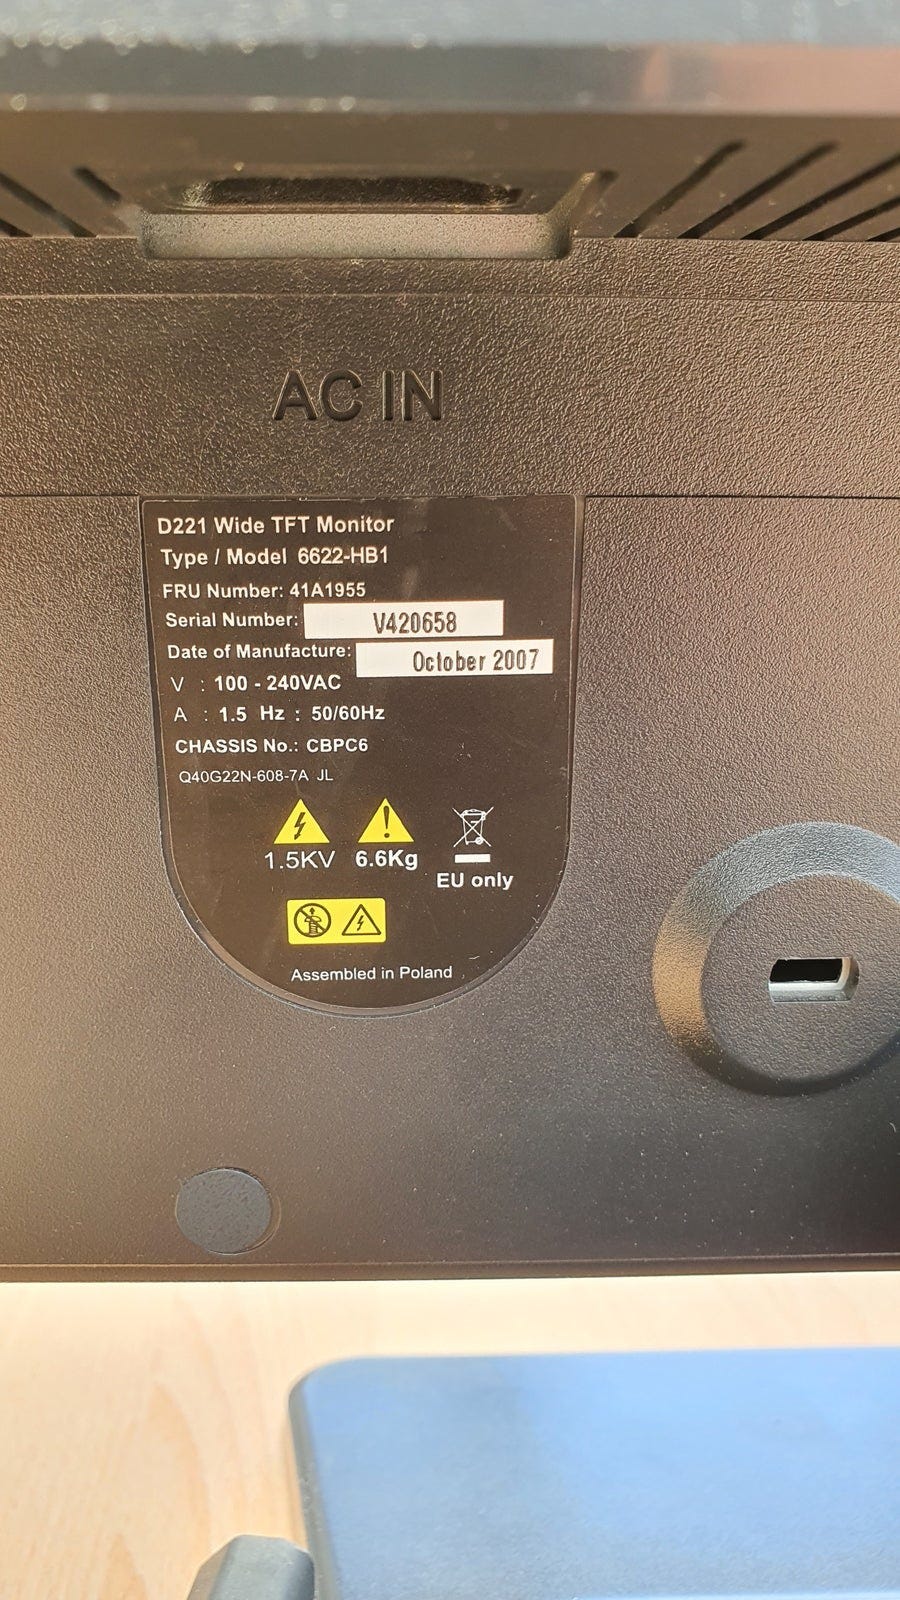 AC IN
D221 Wide TFT Monitor
Type / Model 6622-HB1
FRU Number: 41A1955
Serial Number: V420658
Date of Manufacture: October 2007
V : 100 - 240VAC
A : 1.5 Hz : 50/60Hz
CHASSIS No.: CBPC6
Q40G22N-608-7A JL
1.5KV 6.6Kg
EU only
Assembled in Poland